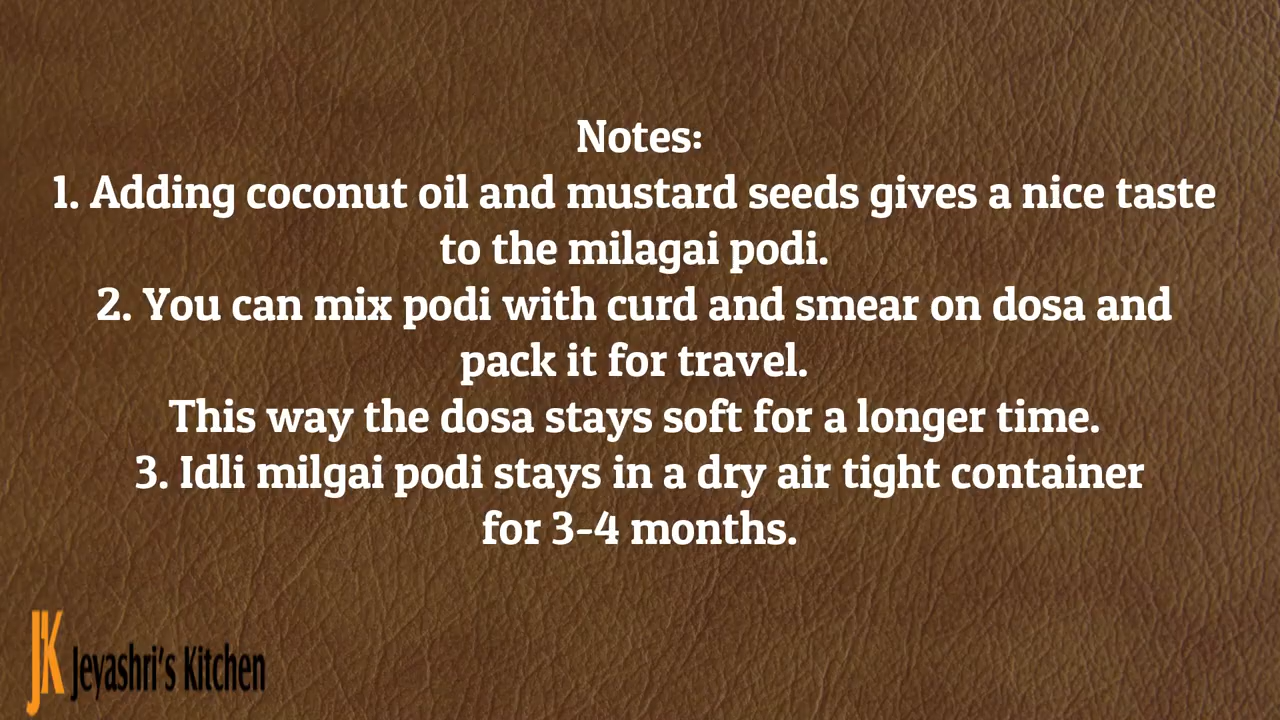 Notes:
1. Adding coconut oil and mustard seeds gives a nice taste
to the milagai podi.
2. You can mix podi with curd and smear on dosa and
pack it for travel.
This way the dosa stays soft for a longer time.
3. Idli milgai podi stays in a dry air tight container
for 3-4 months.
JK Jeyashri's Kitchen